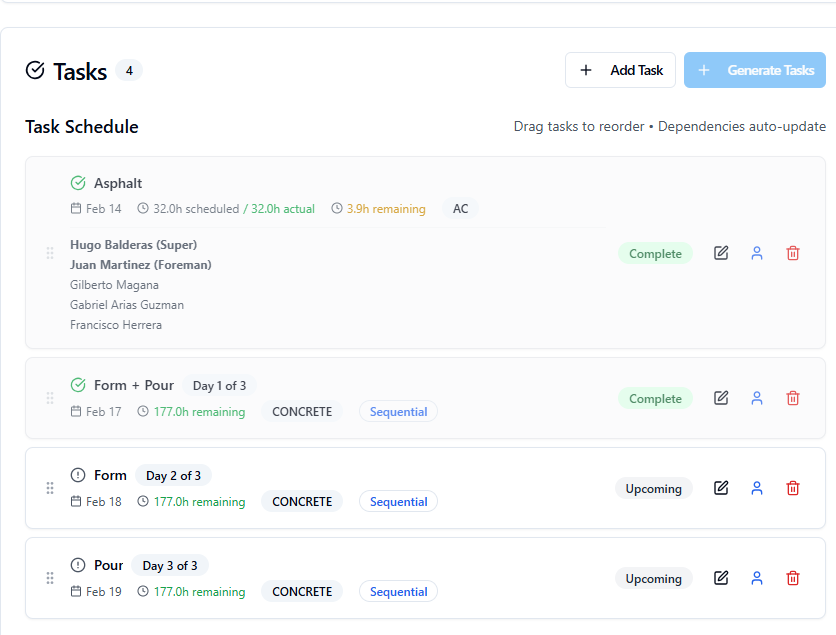 Tasks 4
+ Add Task
+ Generate Tasks
Task Schedule
Drag tasks to reorder • Dependencies auto-update
Asphalt
Feb 14 32.0h scheduled / 32.0h actual 3.9h remaining AC
Hugo Balderas (Super)
Juan Martinez (Foreman)
Gilberto Magana
Gabriel Arias Guzman
Francisco Herrera
Complete
Form + Pour Day 1 of 3
Feb 17 177.0h remaining CONCRETE Sequential
Complete
Form Day 2 of 3
Feb 18 177.0h remaining CONCRETE Sequential
Upcoming
Pour Day 3 of 3
Feb 19 177.0h remaining CONCRETE Sequential
Upcoming